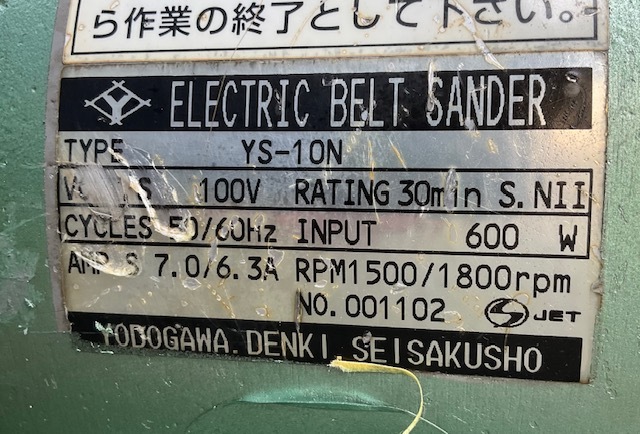 ら作業の終了として下さい。
ELECTRIC BELT SANDER
TYPE YS-10N
VOLTS 100V RATING 30min S.NII
CYCLES 50/60Hz INPUT 600 W
AMP S 7.0/6.3A RPM1500/1800rpm
NO.001102 JET
YODOGAWA.DENKI SEISAKUSHO